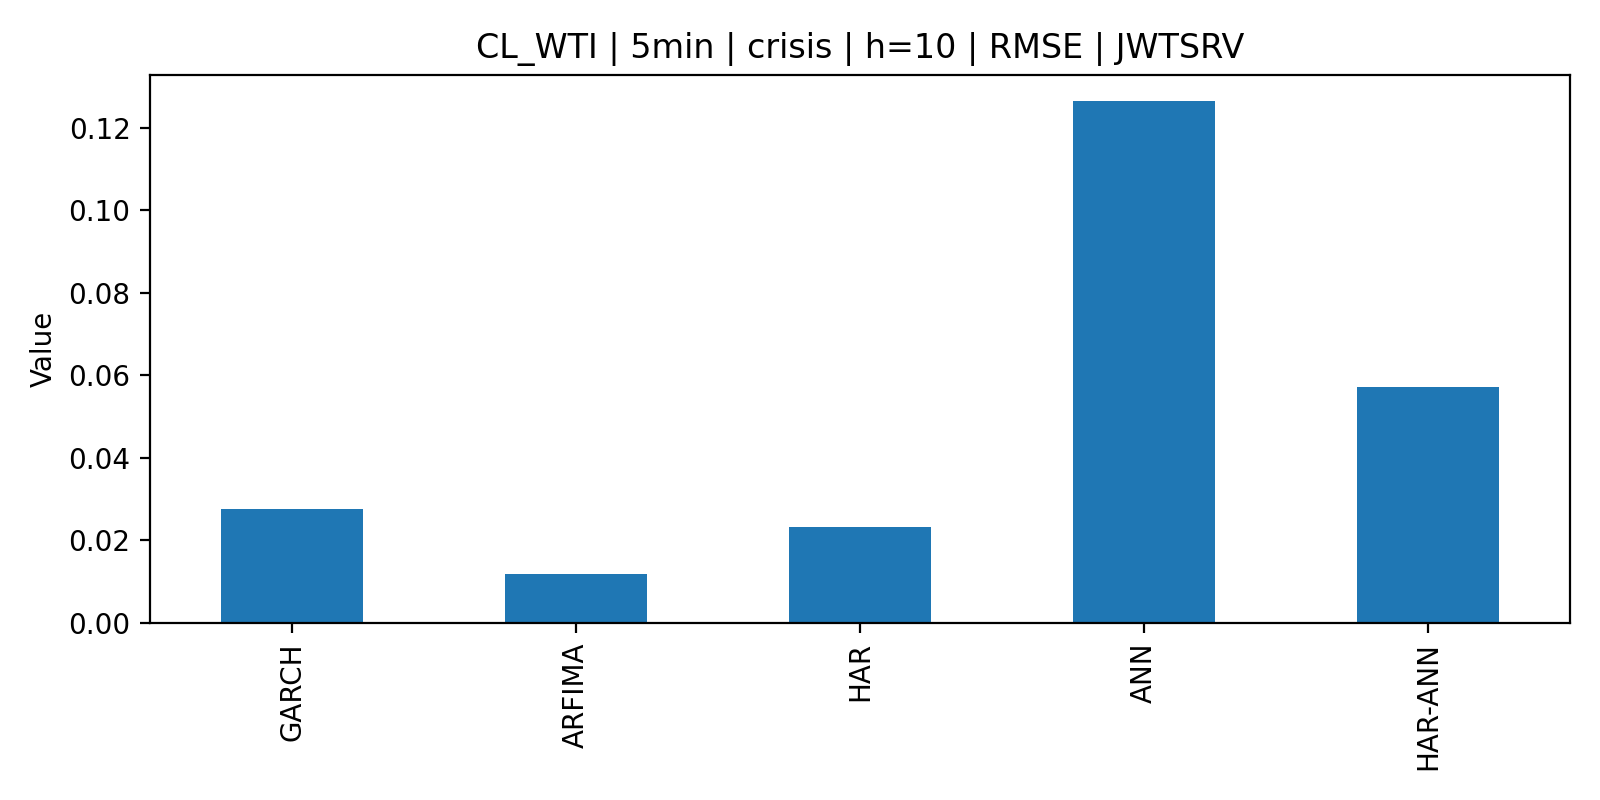 CL_WTI | 5min | crisis | h=10 | RMSE | JWTSRV
Value
0.12
0.10
0.08
0.06
0.04
0.02
0.00
GARCH
ARFIMA
HAR
ANN
HAR-ANN